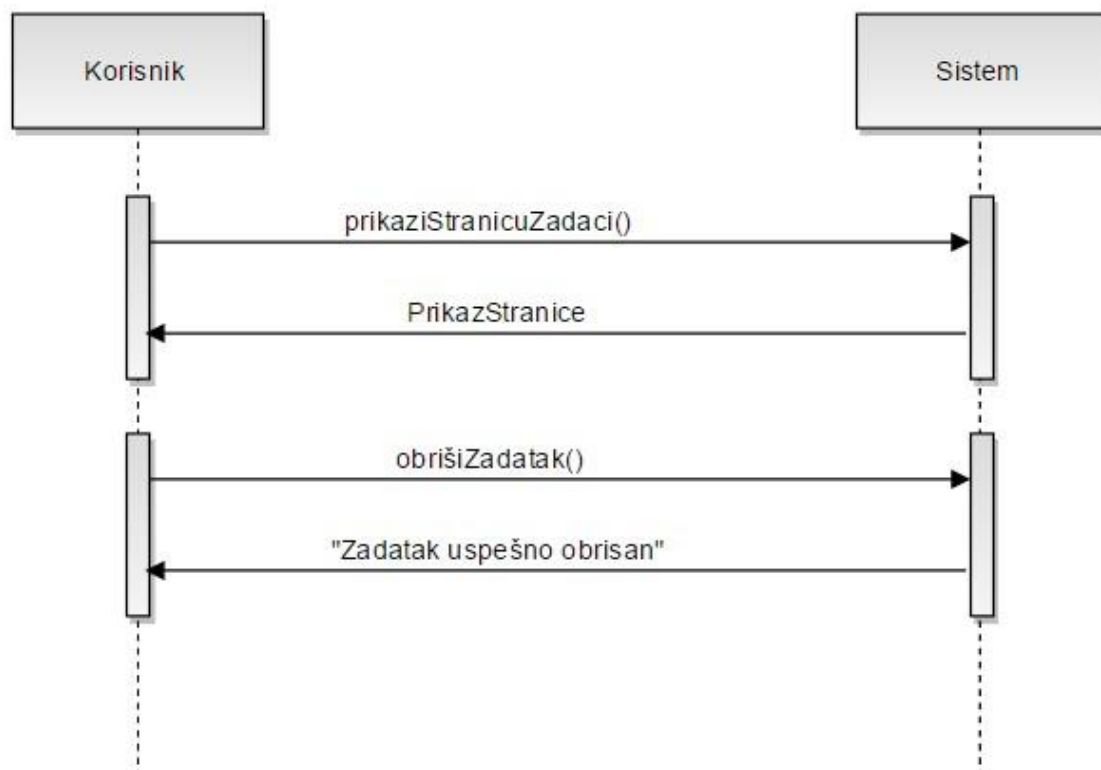 Korisnik
Sistem
prikaziStranicuZadaci()
PrikazStranice
obrišiZadatak()
"Zadatak uspešno obrisan"